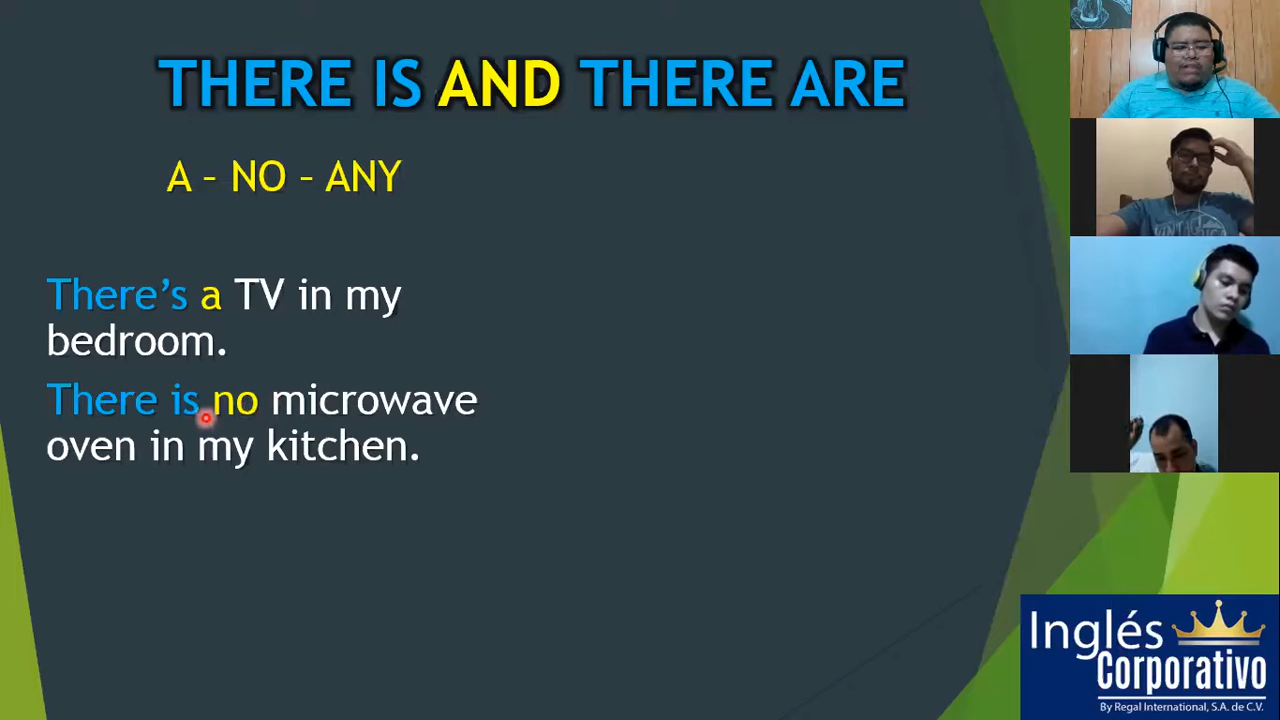 THERE IS AND THERE ARE
A – NO – ANY
There's a TV in my
bedroom.
There is no microwave
oven in my kitchen.
Inglés
Corporativo
By Regal International, S.A. de C.V.